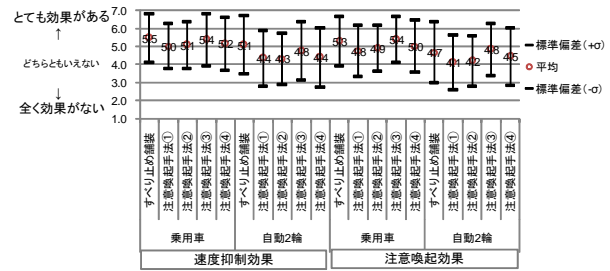 とても効果がある
↑
どちらともいえない
↓
全く効果がない
7.0
6.0
5.0
4.0
3.0
2.0
1.0
5.5 5.0 5.1 5.4 5.2 5.1 4.4 4.3 4.8 4.4 5.3 4.8 4.9 5.4 5.0 4.7 4.1 4.2 4.8 4.5
標準偏差(+σ)
平均
標準偏差(-σ)
すべり止め舗装
注意喚起手法①
注意喚起手法②
注意喚起手法③
注意喚起手法④
すべり止め舗装
注意喚起手法①
注意喚起手法②
注意喚起手法③
注意喚起手法④
すべり止め舗装
注意喚起手法①
注意喚起手法②
注意喚起手法③
注意喚起手法④
すべり止め舗装
注意喚起手法①
注意喚起手法②
注意喚起手法③
注意喚起手法④
乗用車 自動2輪 乗用車 自動2輪
速度抑制効果 注意喚起効果